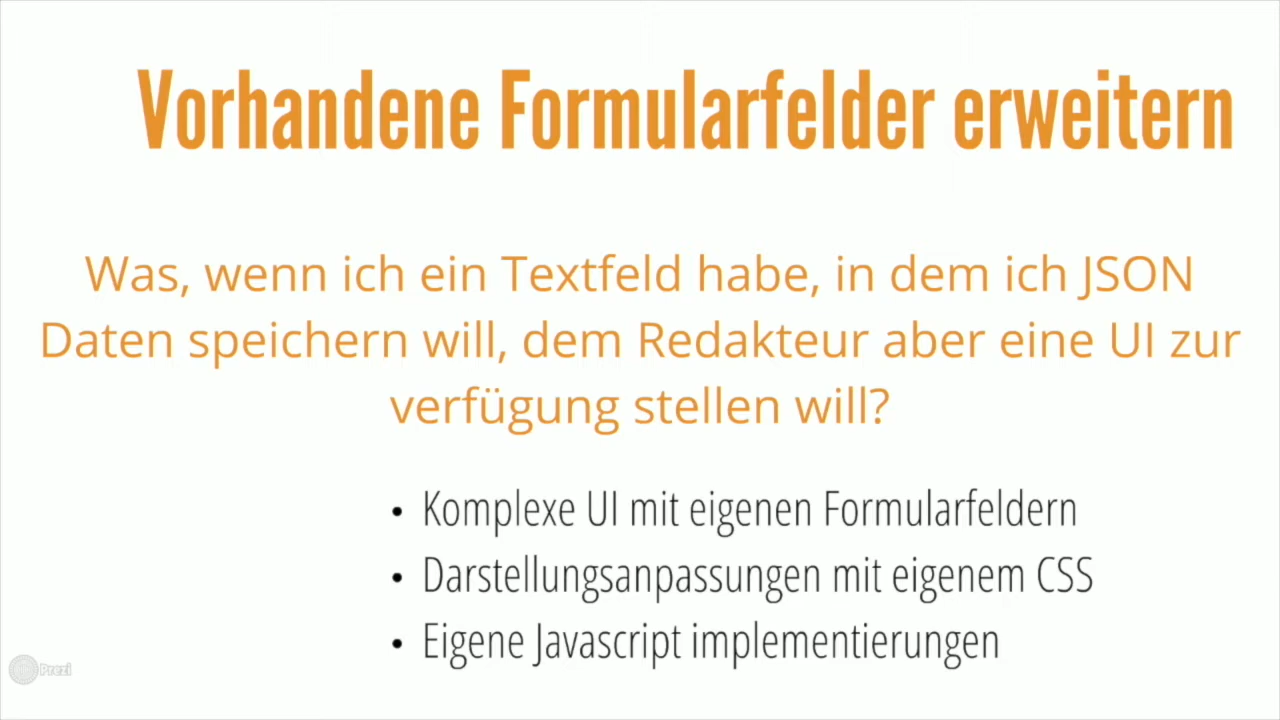 Vorhandene Formularfelder erweitern
Was, wenn ich ein Textfeld habe, in dem ich JSON
Daten speichern will, dem Redakteur aber eine UI zur
verfügung stellen will?
• Komplexe UI mit eigenen Formularfeldern
• Darstellungsanpassungen mit eigenem CSS
• Eigene Javascript implementierungen
Prezi